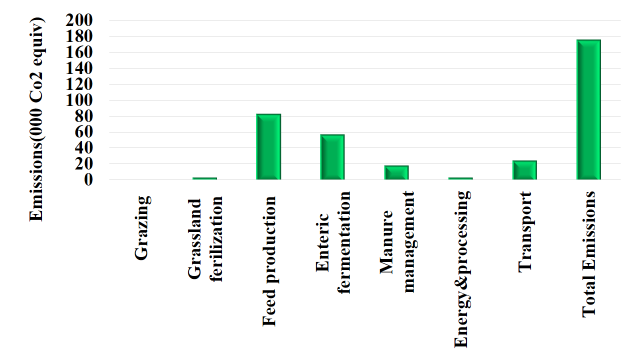 Emissions(000 Co2 equiv)
200
180
160
140
120
100
80
60
40
20
0
Grazing
Grassland
ferilization
Feed production
Enteric
fermentation
Manure
management
Energy&processing
Transport
Total Emissions